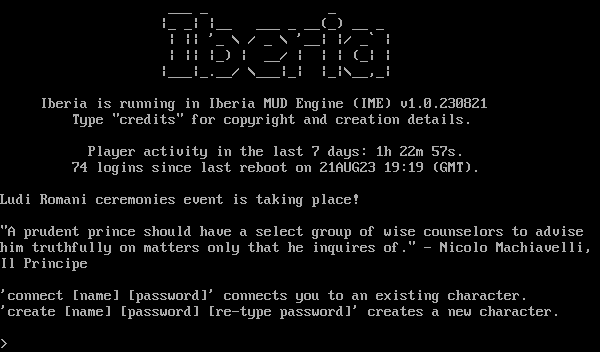 Iberia
Iberia is running in Iberia MUD Engine (IME) v1.0.230821
Type "credits" for copyright and creation details.
Player activity in the last 7 days: 1h 22m 57s.
74 logins since last reboot on 21AUG23 19:19 (GMT).
Ludi Romani ceremonies event is taking place!
"A prudent prince should have a select group of wise counselors to advise
him truthfully on matters only that he inquires of." - Nicolo Machiavelli,
Il Principe
'connect [name] [password]' connects you to an existing character.
'create [name] [password] [re-type password]' creates a new character.
>